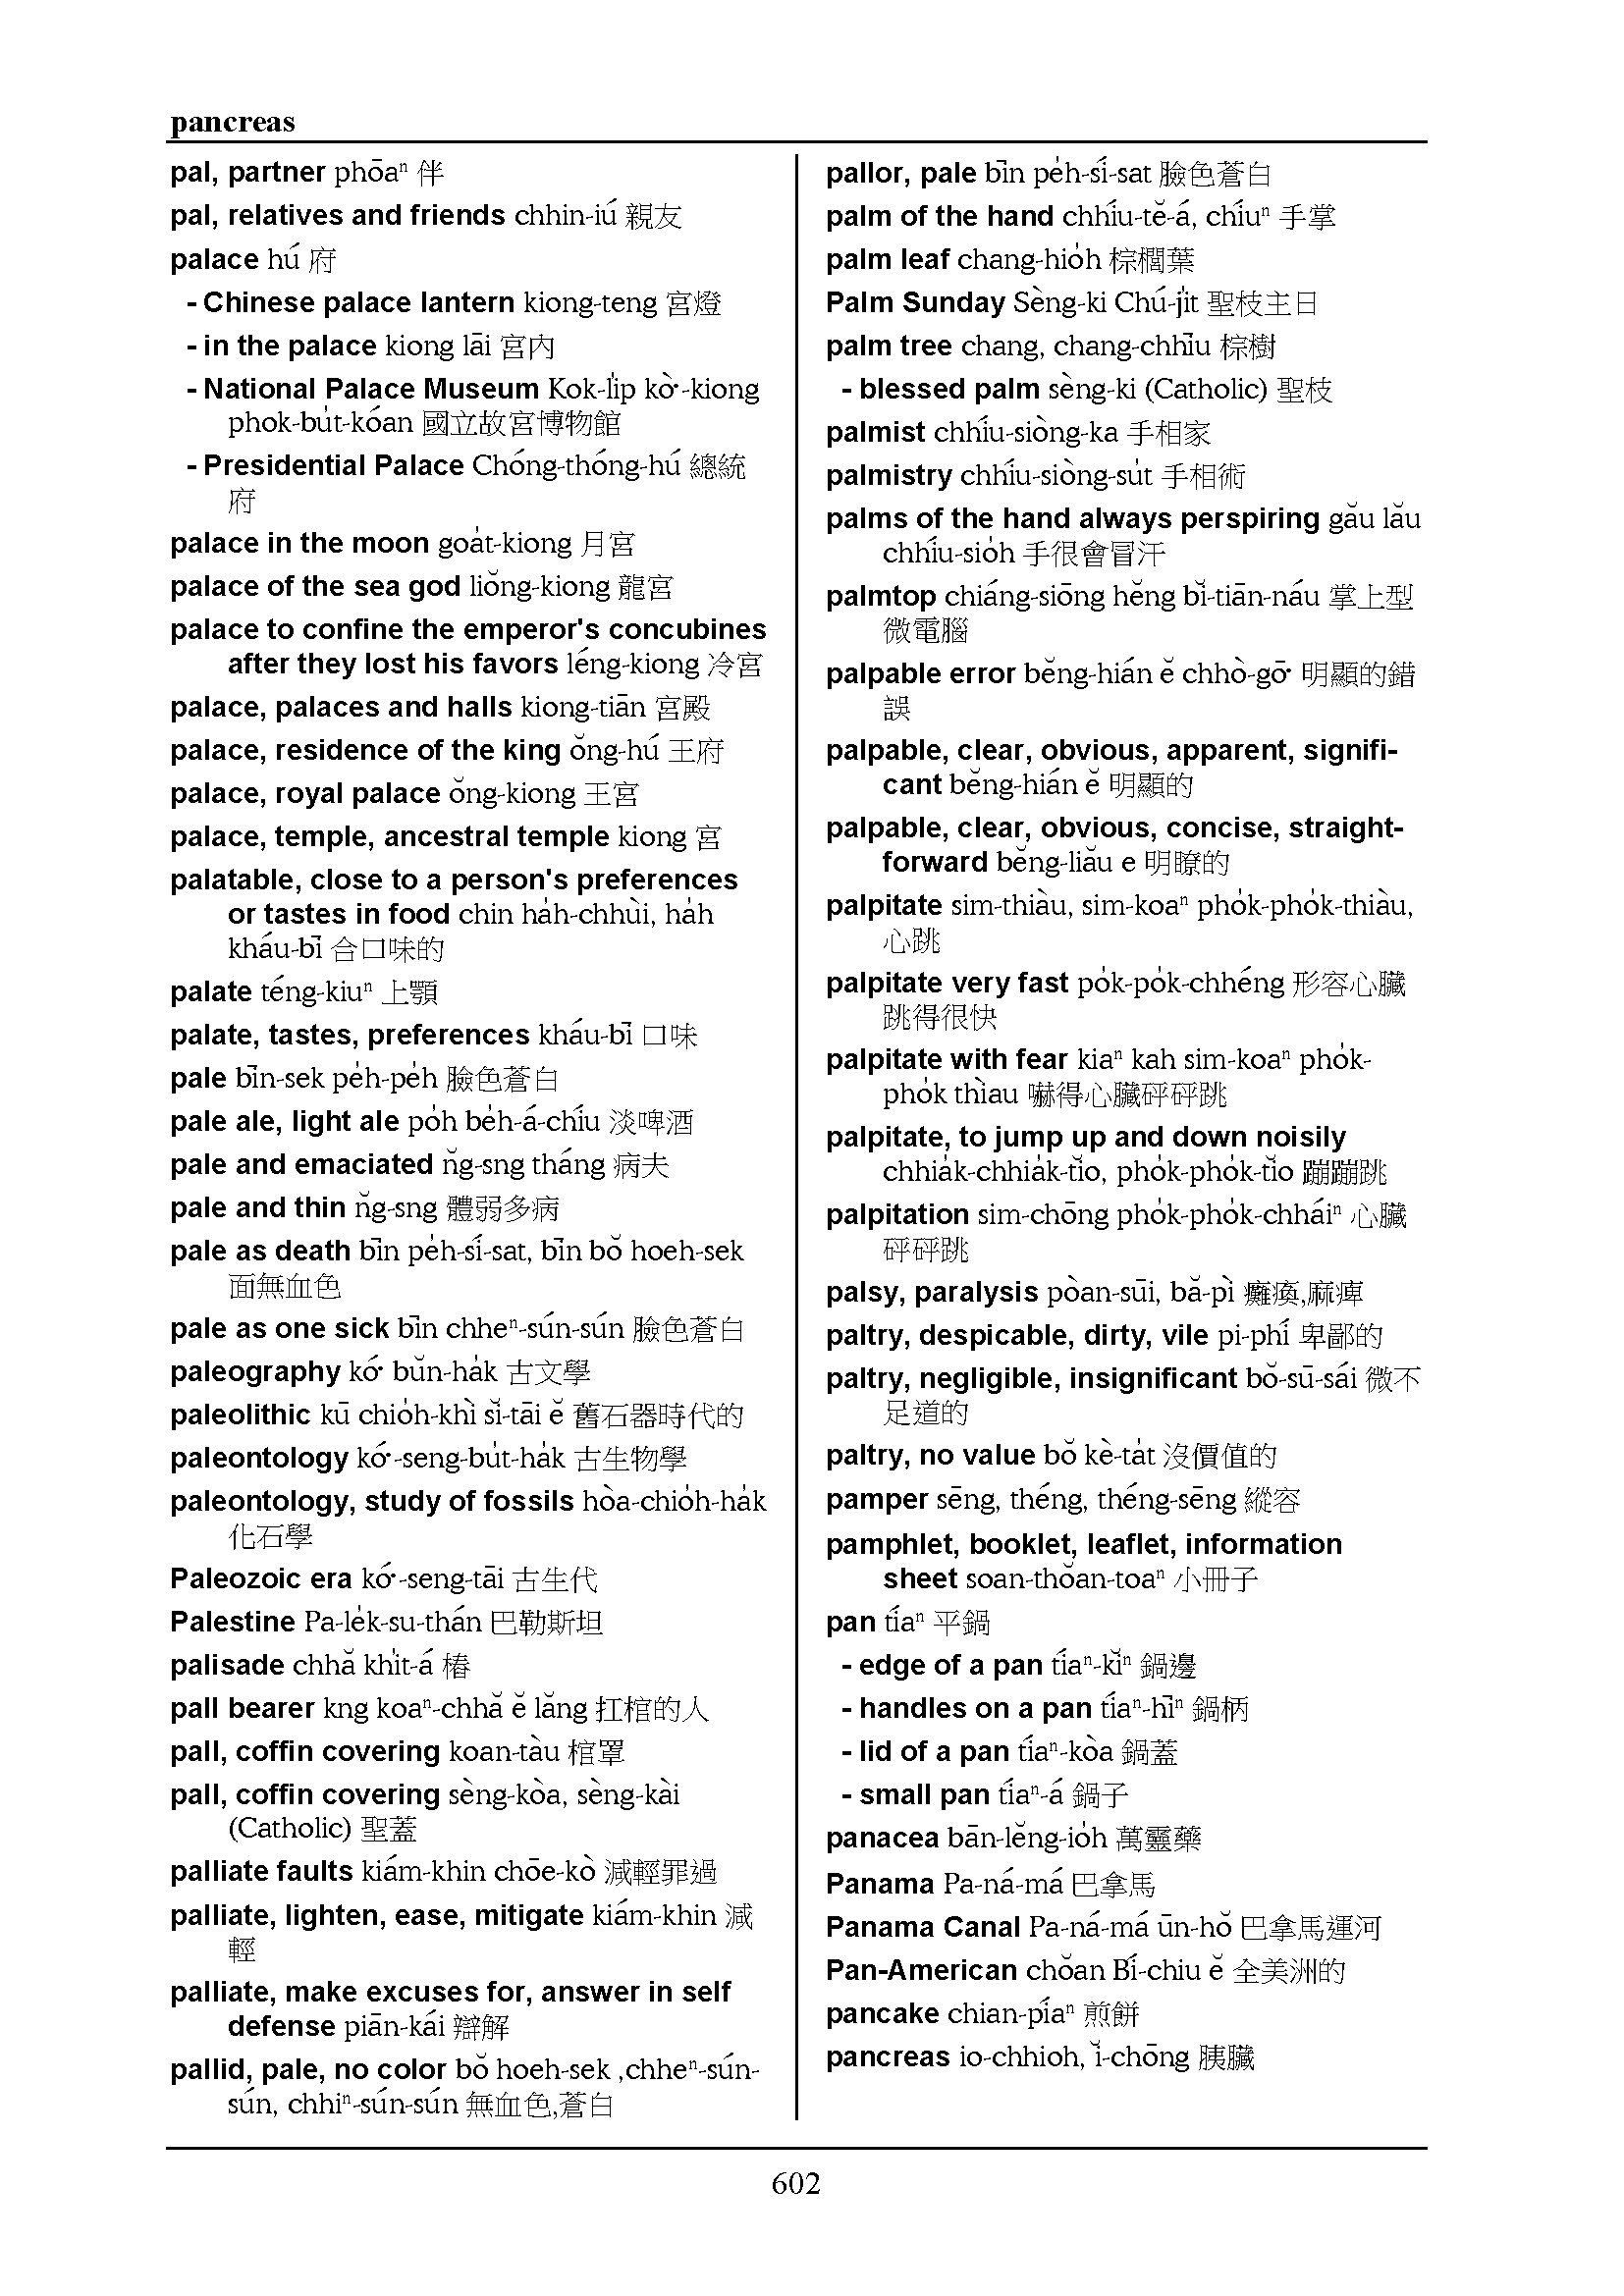 pancreas
pal, partner phōaⁿ 伴
pal, relatives and friends chhin-iú 親友
palace hú 府
- Chinese palace lantern kiong-teng 宮燈
- in the palace kiong lāi 宮內
- National Palace Museum Kok-li̍p kò͘-kiong
phok-bu̍t-kóan 國立故宮博物館
- Presidential Palace Chóng-thóng-hú 總統
府
palace in the moon goa̍t-kiong 月宮
palace of the sea god liŏng-kiong 龍宮
palace to confine the emperor's concubines
after they lost his favors léng-kiong 冷宮
palace, palaces and halls kiong-tiān 宮殿
palace, residence of the king ŏng-hú 王府
palace, royal palace ŏng-kiong 王宮
palace, temple, ancestral temple kiong 宮
palatable, close to a person's preferences
or tastes in food chin ha̍h-chhùi, ha̍h
kháu-bī 合口味的
palate téng-kiuⁿ 上顎
palate, tastes, preferences kháu-bī 口味
pale bīn-sek pe̍h-pe̍h 臉色蒼白
pale ale, light ale po̍h be̍h-á-chíu 淡啤酒
pale and emaciated n̆g-sng tháng 病夫
pale and thin n̆g-sng 體弱多病
pale as death bīn pe̍h-sí-sat, bīn bŏ hoeh-sek
面無血色
pale as one sick bīn chheⁿ-sún-sún 臉色蒼白
paleography kó͘ bŭn-ha̍k 古文學
paleolithic kū chio̍h-khì sĭ-tāi ĕ 舊石器時代的
paleontology kó͘-seng-bu̍t-ha̍k 古生物學
paleontology, study of fossils hòa-chio̍h-ha̍k
化石學
Paleozoic era kó͘-seng-tāi 古生代
Palestine Pa-le̍k-su-thán 巴勒斯坦
palisade chhă khi̍t-á 樁
pall bearer kng koaⁿ-chhă ĕ lăng 扛棺的人
pall, coffin covering koan-tàu 棺罩
pall, coffin covering sèng-kòa, sèng-kài
(Catholic) 聖蓋
palliate faults kiám-khin chōe-kò 減輕罪過
palliate, lighten, ease, mitigate kiám-khin 減
輕
palliate, make excuses for, answer in self
defense piān-kái 辯解
pallid, pale, no color bŏ hoeh-sek ,chheⁿ-sún-
sún, chhiⁿ-sún-sún 無血色,蒼白
pallor, pale bīn pe̍h-sí-sat 臉色蒼白
palm of the hand chhíu-tĕ-á, chíuⁿ 手掌
palm leaf chang-hio̍h 棕櫚葉
Palm Sunday Sèng-ki Chú-ji̍t 聖枝主日
palm tree chang, chang-chhīu 棕樹
- blessed palm sèng-ki (Catholic) 聖枝
palmist chhíu-siòng-ka 手相家
palmistry chhíu-siòng-su̍t 手相術
palms of the hand always perspiring gău lău
chhíu-sio̍h 手很會冒汗
palmtop chiáng-siōng hĕng bĭ-tiān-náu 掌上型
微電腦
palpable error bĕng-hián ĕ chhò-gō͘ 明顯的錯
誤
palpable, clear, obvious, apparent, signifi-
cant bĕng-hián ĕ 明顯的
palpable, clear, obvious, concise, straight-
forward bĕng-liău e 明瞭的
palpitate sim-thiàu, sim-koaⁿ pho̍k-pho̍k-thiàu,
心跳
palpitate very fast po̍k-po̍k-chhéng 形容心臟
跳得很快
palpitate with fear kiaⁿ kah sim-koaⁿ pho̍k-
pho̍k thìau 嚇得心臟砰砰跳
palpitate, to jump up and down noisily
chhia̍k-chhia̍k-tĭo, pho̍k-pho̍k-tĭo 蹦蹦跳
palpitation sim-chōng pho̍k-pho̍k-chháiⁿ 心臟
砰砰跳
palsy, paralysis pòan-sūi, bă-pì 癱瘓,麻痺
paltry, despicable, dirty, vile pi-phí 卑鄙的
paltry, negligible, insignificant bŏ-sū-sái 微不
足道的
paltry, no value bŏ kè-ta̍t 沒價值的
pamper sēng, théng, théng-sēng 縱容
pamphlet, booklet, leaflet, information
sheet soan-thŏan-toaⁿ 小冊子
pan tíaⁿ 平鍋
- edge of a pan tíaⁿ-kĭⁿ 鍋邊
- handles on a pan tíaⁿ-hīⁿ 鍋柄
- lid of a pan tíaⁿ-kòa 鍋蓋
- small pan tíaⁿ-á 鍋子
panacea bān-lĕng-io̍h 萬靈藥
Panama Pa-ná-má 巴拿馬
Panama Canal Pa-ná-má ūn-hŏ 巴拿馬運河
Pan-American chŏan Bí-chiu ĕ 全美洲的
pancake chian-píaⁿ 煎餅
pancreas io-chhioh, ĭ-chōng 胰臟
602